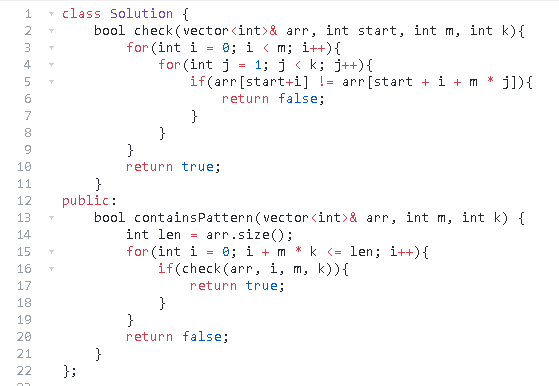 1 class Solution {
2     bool check(vector<int>& arr, int start, int m, int k){
3         for(int i = 0; i < m; i++){
4             for(int j = 1; j < k; j++){
5                 if(arr[start+i] != arr[start + i + m * j]){
6                     return false;
7                 }
8             }
9         }
10         return true;
11     }
12 public:
13     bool containsPattern(vector<int>& arr, int m, int k) {
14         int len = arr.size();
15         for(int i = 0; i + m * k <= len; i++){
16             if(check(arr, i, m, k)){
17                 return true;
18             }
19         }
20         return false;
21     }
22 };